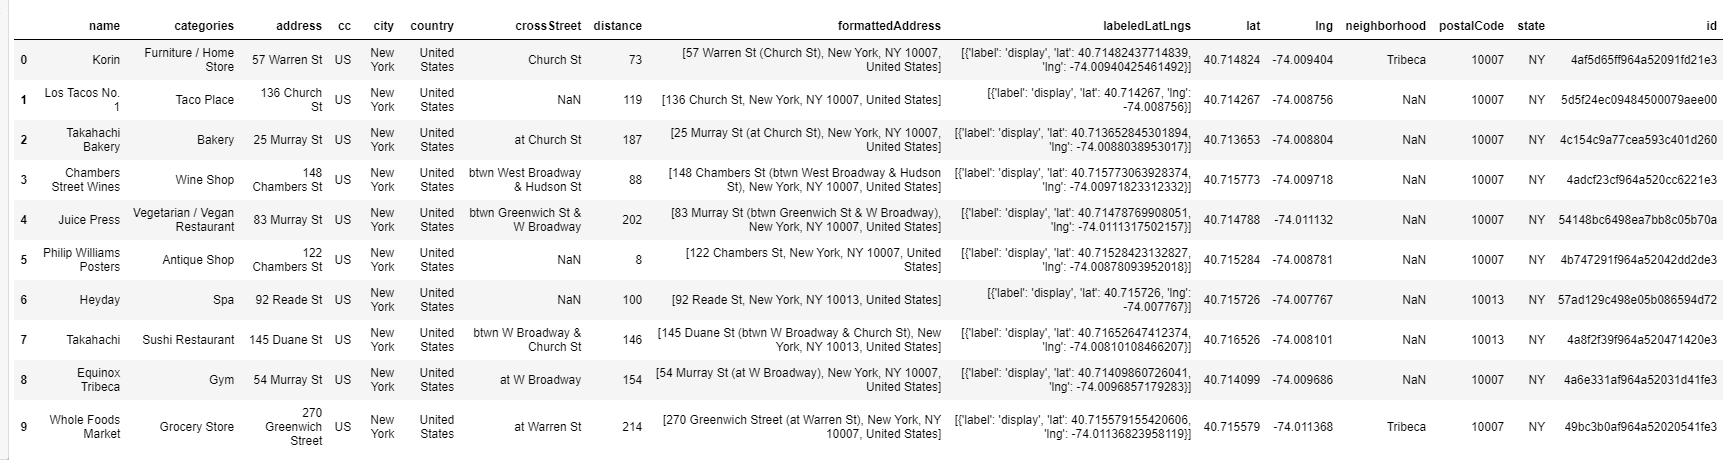 name categories address cc city country crossStreet distance formattedAddress labeledLatLngs lat lng neighborhood postalCode state id
0 Korin Furniture / Home Store 57 Warren St US New York United States Church St 73 [57 Warren St (Church St), New York, NY 10007, United States] [{'label': 'display', 'lat': 40.71482437714839, 'lng': -74.00940425461492}] 40.714824 -74.009404 Tribeca 10007 NY 4af5d65ff964a52091fd21e3
1 Los Tacos No. 1 Taco Place 136 Church St US New York United States NaN 119 [136 Church St, New York, NY 10007, United States] [{'label': 'display', 'lat': 40.714267, 'lng': -74.008756}] 40.714267 -74.008756 NaN 10007 NY 5d5f24ec09484500079aee00
2 Takahachi Bakery Bakery 25 Murray St US New York United States at Church St 187 [25 Murray St (at Church St), New York, NY 10007, United States] [{'label': 'display', 'lat': 40.713652845301894, 'lng': -74.0088038953017}] 40.713653 -74.008804 NaN 10007 NY 4c154c9a77cea593c401d260
3 Chambers Street Wines Wine Shop 148 Chambers St US New York United States btwn West Broadway & Hudson St 88 [148 Chambers St (btwn West Broadway & Hudson St), New York, NY 10007, United States] [{'label': 'display', 'lat': 40.715773063928374, 'lng': -74.00971823312332}] 40.715773 -74.009718 NaN 10007 NY 4adcf23cf964a520cc6221e3
4 Juice Press Vegetarian / Vegan Restaurant 83 Murray St US New York United States btwn Greenwich St & W Broadway 202 [83 Murray St (btwn Greenwich St & W Broadway), New York, NY 10007, United States] [{'label': 'display', 'lat': 40.71478769908051, 'lng': -74.0111317502157}] 40.714788 -74.011132 NaN 10007 NY 54148bc6498ea7bb8c05b70a
5 Philip Williams Posters Antique Shop 122 Chambers St US New York United States NaN 8 [122 Chambers St, New York, NY 10007, United States] [{'label': 'display', 'lat': 40.71528423132827, 'lng': -74.00878093952018}] 40.715284 -74.008781 NaN 10007 NY 4b747291f964a52042dd2de3
6 Heyday Spa 92 Reade St US New York United States NaN 100 [92 Reade St, New York, NY 10013, United States] [{'label': 'display', 'lat': 40.715726, 'lng': -74.007767}] 40.715726 -74.007767 NaN 10013 NY 57ad129c498e05b086594d72
7 Takahachi Sushi Restaurant 145 Duane St US New York United States btwn W Broadway & Church St 146 [145 Duane St (btwn W Broadway & Church St), New York, NY 10013, United States] [{'label': 'display', 'lat': 40.71652647412374, 'lng': -74.00810108466207}] 40.716526 -74.008101 NaN 10013 NY 4a8f2f39f964a520471420e3
8 Equinox Tribeca Gym 54 Murray St US New York United States at W Broadway 154 [54 Murray St (at W Broadway), New York, NY 10007, United States] [{'label': 'display', 'lat': 40.71409860726041, 'lng': -74.0096857179283}] 40.714099 -74.009686 NaN 10007 NY 4a6e331af964a52031d41fe3
9 Whole Foods Market Grocery Store 270 Greenwich Street US New York United States at Warren St 214 [270 Greenwich Street (at Warren St), New York, NY 10007, United States] [{'label': 'display', 'lat': 40.715579155420606, 'lng': -74.01136823958119}] 40.715579 -74.011368 Tribeca 10007 NY 49bc3b0af964a52020541fe3